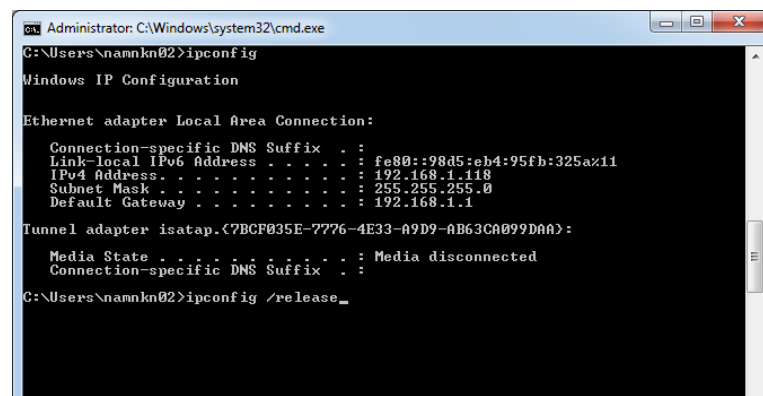 Administrator: C:\Windows\system32\cmd.exe
C:\Users\namnkn02>ipconfig
Windows IP Configuration
Ethernet adapter Local Area Connection:
Connection-specific DNS Suffix  . :
Link-local IPv6 Address . . . . . : fe80::98d5:eb4:95fb:325a%11
IPv4 Address. . . . . . . . . . . : 192.168.1.118
Subnet Mask . . . . . . . . . . . : 255.255.255.0
Default Gateway . . . . . . . . . : 192.168.1.1
Tunnel adapter isatap.{7BCF035E-7776-4E33-A9D9-AB63CA099DAA}:
Media State . . . . . . . . . . . : Media disconnected
Connection-specific DNS Suffix  . :
C:\Users\namnkn02>ipconfig /release_